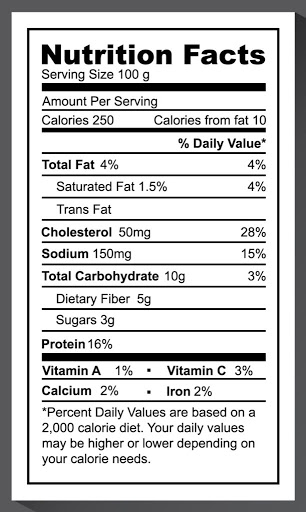 Nutrition Facts
Serving Size 100 g
Amount Per Serving
Calories 250 Calories from fat 10
% Daily Value*
Total Fat 4% 4%
Saturated Fat 1.5% 4%
Trans Fat
Cholesterol 50mg 28%
Sodium 150mg 15%
Total Carbohydrate 10g 3%
Dietary Fiber 5g
Sugars 3g
Protein 16%
Vitamin A 1% • Vitamin C 3%
Calcium 2% • Iron 2%
*Percent Daily Values are based on a
2,000 calorie diet. Your daily values
may be higher or lower depending on
your calorie needs.